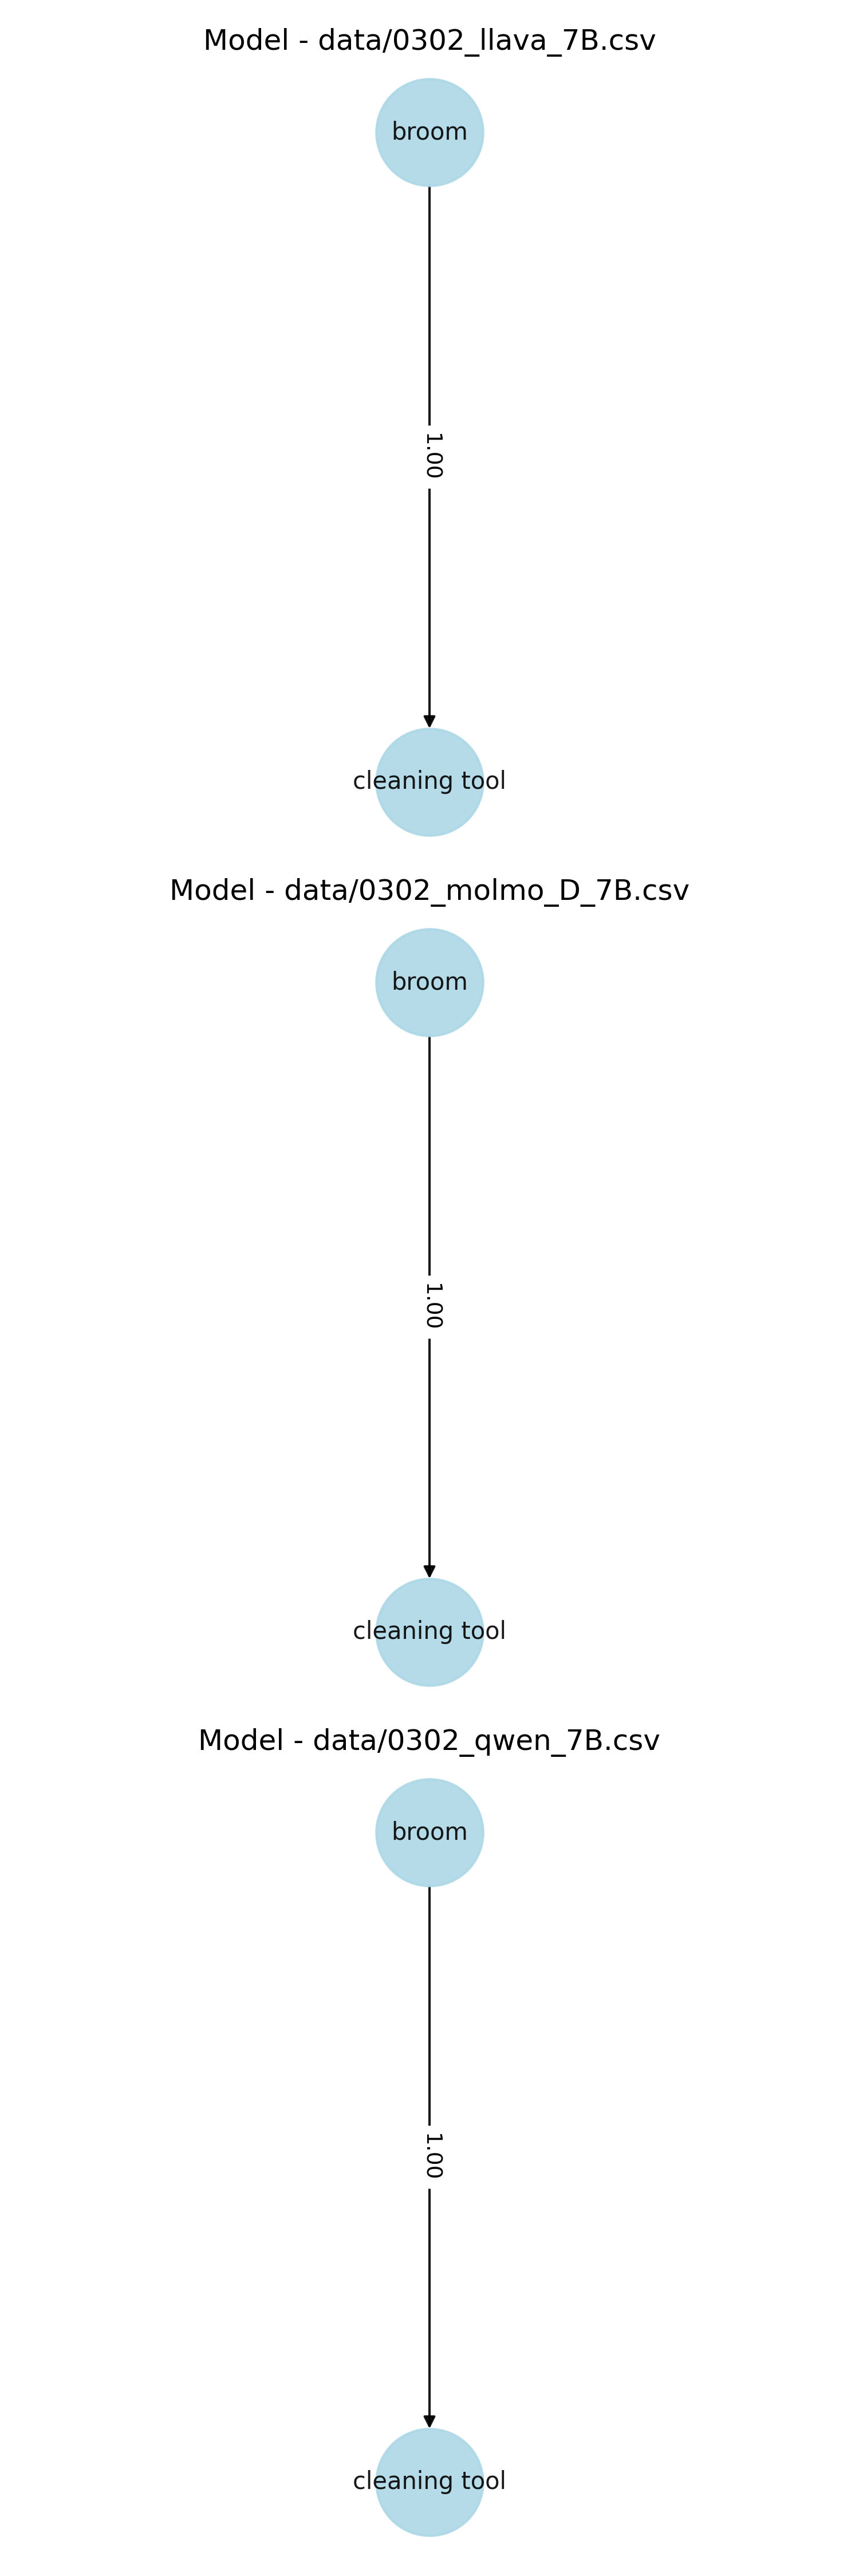 Model - data/0302_llava_7B.csv
broom
1.00
cleaning tool
Model - data/0302_molmo_D_7B.csv
broom
1.00
cleaning tool
Model - data/0302_qwen_7B.csv
broom
1.00
cleaning tool